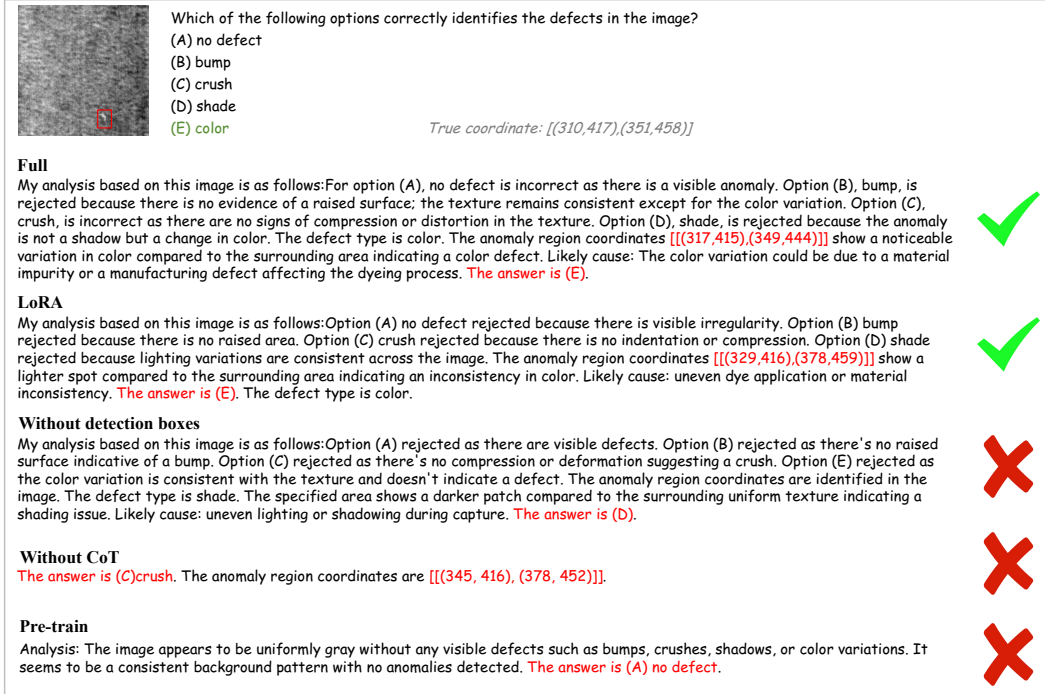 Which of the following options correctly identifies the defects in the image?
(A) no defect
(B) bump
(C) crush
(D) shade
(E) color
True coordinate: [(310,417),(351,458)]
Full
My analysis based on this image is as follows:For option (A), no defect is incorrect as there is a visible anomaly. Option (B), bump, is
rejected because there is no evidence of a raised surface; the texture remains consistent except for the color variation. Option (C),
crush, is incorrect as there are no signs of compression or distortion in the texture. Option (D), shade, is rejected because the anomaly
is not a shadow but a change in color. The defect type is color. The anomaly region coordinates [[(317,415),(349,444)]] show a noticeable
variation in color compared to the surrounding area indicating a color defect. Likely cause: The color variation could be due to a material
impurity or a manufacturing defect affecting the dyeing process. The answer is (E).
LoRA
My analysis based on this image is as follows:Option (A) no defect rejected because there is visible irregularity. Option (B) bump
rejected because there is no raised area. Option (C) crush rejected because there is no indentation or compression. Option (D) shade
rejected because lighting variations are consistent across the image. The anomaly region coordinates [[(329,416),(378,459)]] show a
lighter spot compared to the surrounding area indicating an inconsistency in color. Likely cause: uneven dye application or material
inconsistency. The answer is (E). The defect type is color.
Without detection boxes
My analysis based on this image is as follows:Option (A) rejected as there are visible defects. Option (B) rejected as there's no raised
surface indicative of a bump. Option (C) rejected as there's no compression or deformation suggesting a crush. Option (E) rejected as
the color variation is consistent with the texture and doesn't indicate a defect. The anomaly region coordinates are identified in the
image. The defect type is shade. The specified area shows a darker patch compared to the surrounding uniform texture indicating a
shading issue. Likely cause: uneven lighting or shadowing during capture. The answer is (D).
Without CoT
The answer is (C)crush. The anomaly region coordinates are [[(345, 416), (378, 452)]].
Pre-train
Analysis: The image appears to be uniformly gray without any visible defects such as bumps, crushes, shadows, or color variations. It
seems to be a consistent background pattern with no anomalies detected. The answer is (A) no defect.